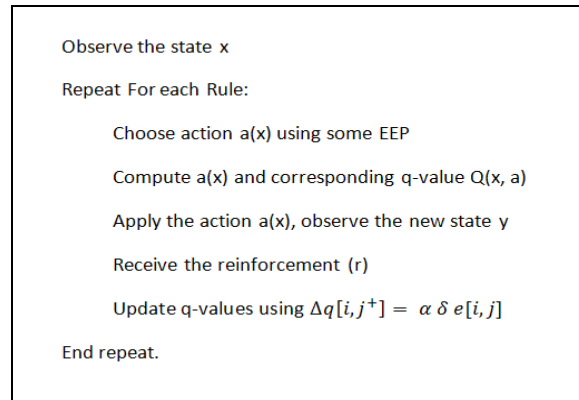 Observe the state x
Repeat For each Rule:
Choose action a(x) using some EEP
Compute a(x) and corresponding q-value Q(x, a)
Apply the action a(x), observe the new state y
Receive the reinforcement (r)
Update q-values using Δq[i,j⁺] = α δ e[i,j]
End repeat.